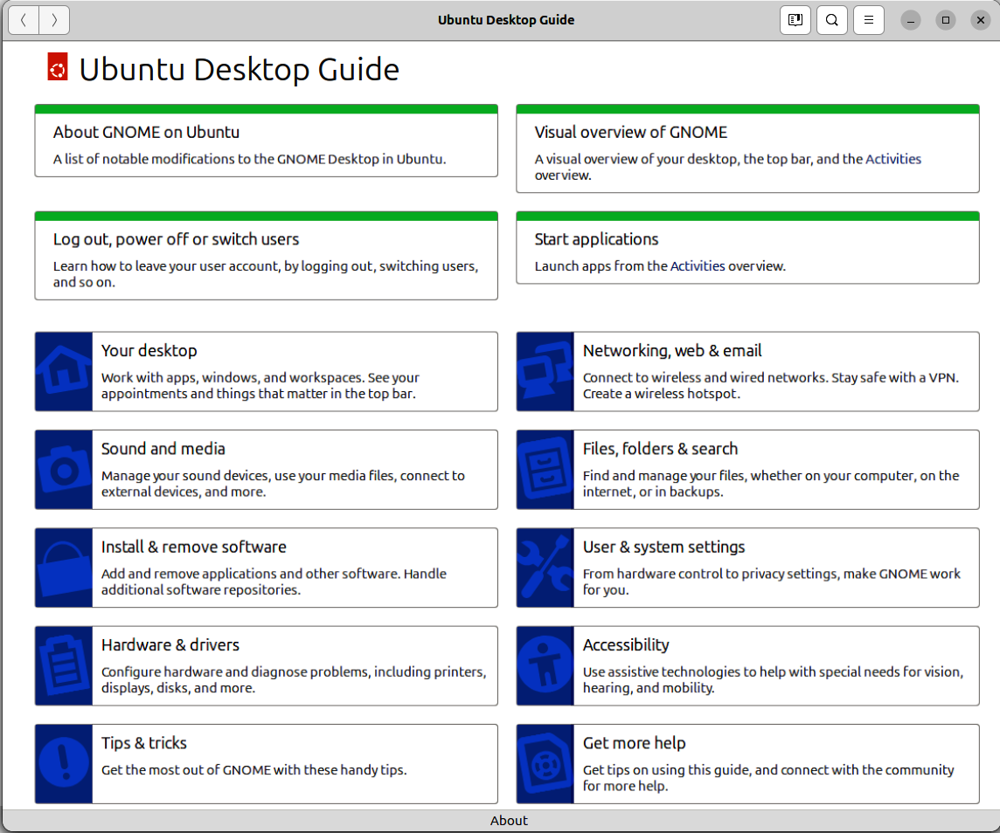 Ubuntu Desktop Guide
Ubuntu Desktop Guide
About GNOME on Ubuntu
A list of notable modifications to the GNOME Desktop in Ubuntu.
Visual overview of GNOME
A visual overview of your desktop, the top bar, and the Activities
overview.
Log out, power off or switch users
Learn how to leave your user account, by logging out, switching users,
and so on.
Start applications
Launch apps from the Activities overview.
Your desktop
Work with apps, windows, and workspaces. See your
appointments and things that matter in the top bar.
Networking, web & email
Connect to wireless and wired networks. Stay safe with a VPN.
Create a wireless hotspot.
Sound and media
Manage your sound devices, use your media files, connect to
external devices, and more.
Files, folders & search
Find and manage your files, whether on your computer, on the
internet, or in backups.
Install & remove software
Add and remove applications and other software. Handle
additional software repositories.
User & system settings
From hardware control to privacy settings, make GNOME work
for you.
Hardware & drivers
Configure hardware and diagnose problems, including printers,
displays, disks, and more.
Accessibility
Use assistive technologies to help with special needs for vision,
hearing, and mobility.
Tips & tricks
Get the most out of GNOME with these handy tips.
Get more help
Get tips on using this guide, and connect with the community
for more help.
About